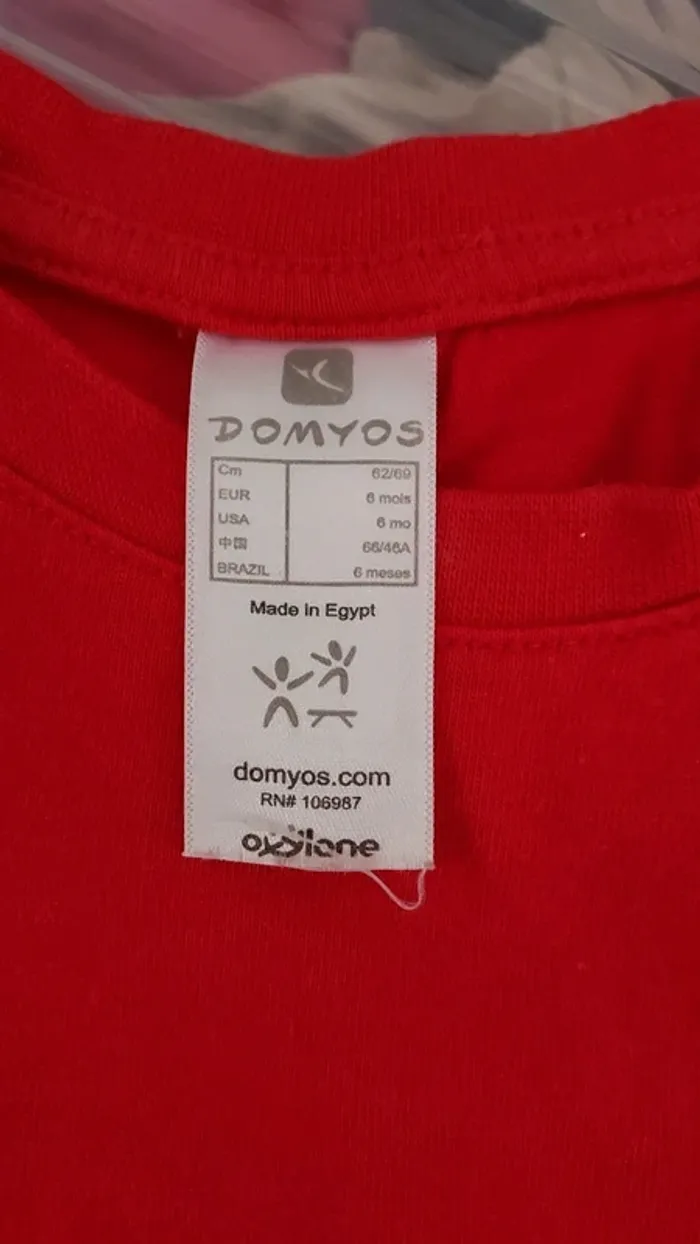 DOMYOS
Cm 62/69
EUR 6 mois
USA 6 mo
中国 66/46A
BRAZIL 6 meses
Made in Egypt
domyos.com
RN# 106987
oxylane